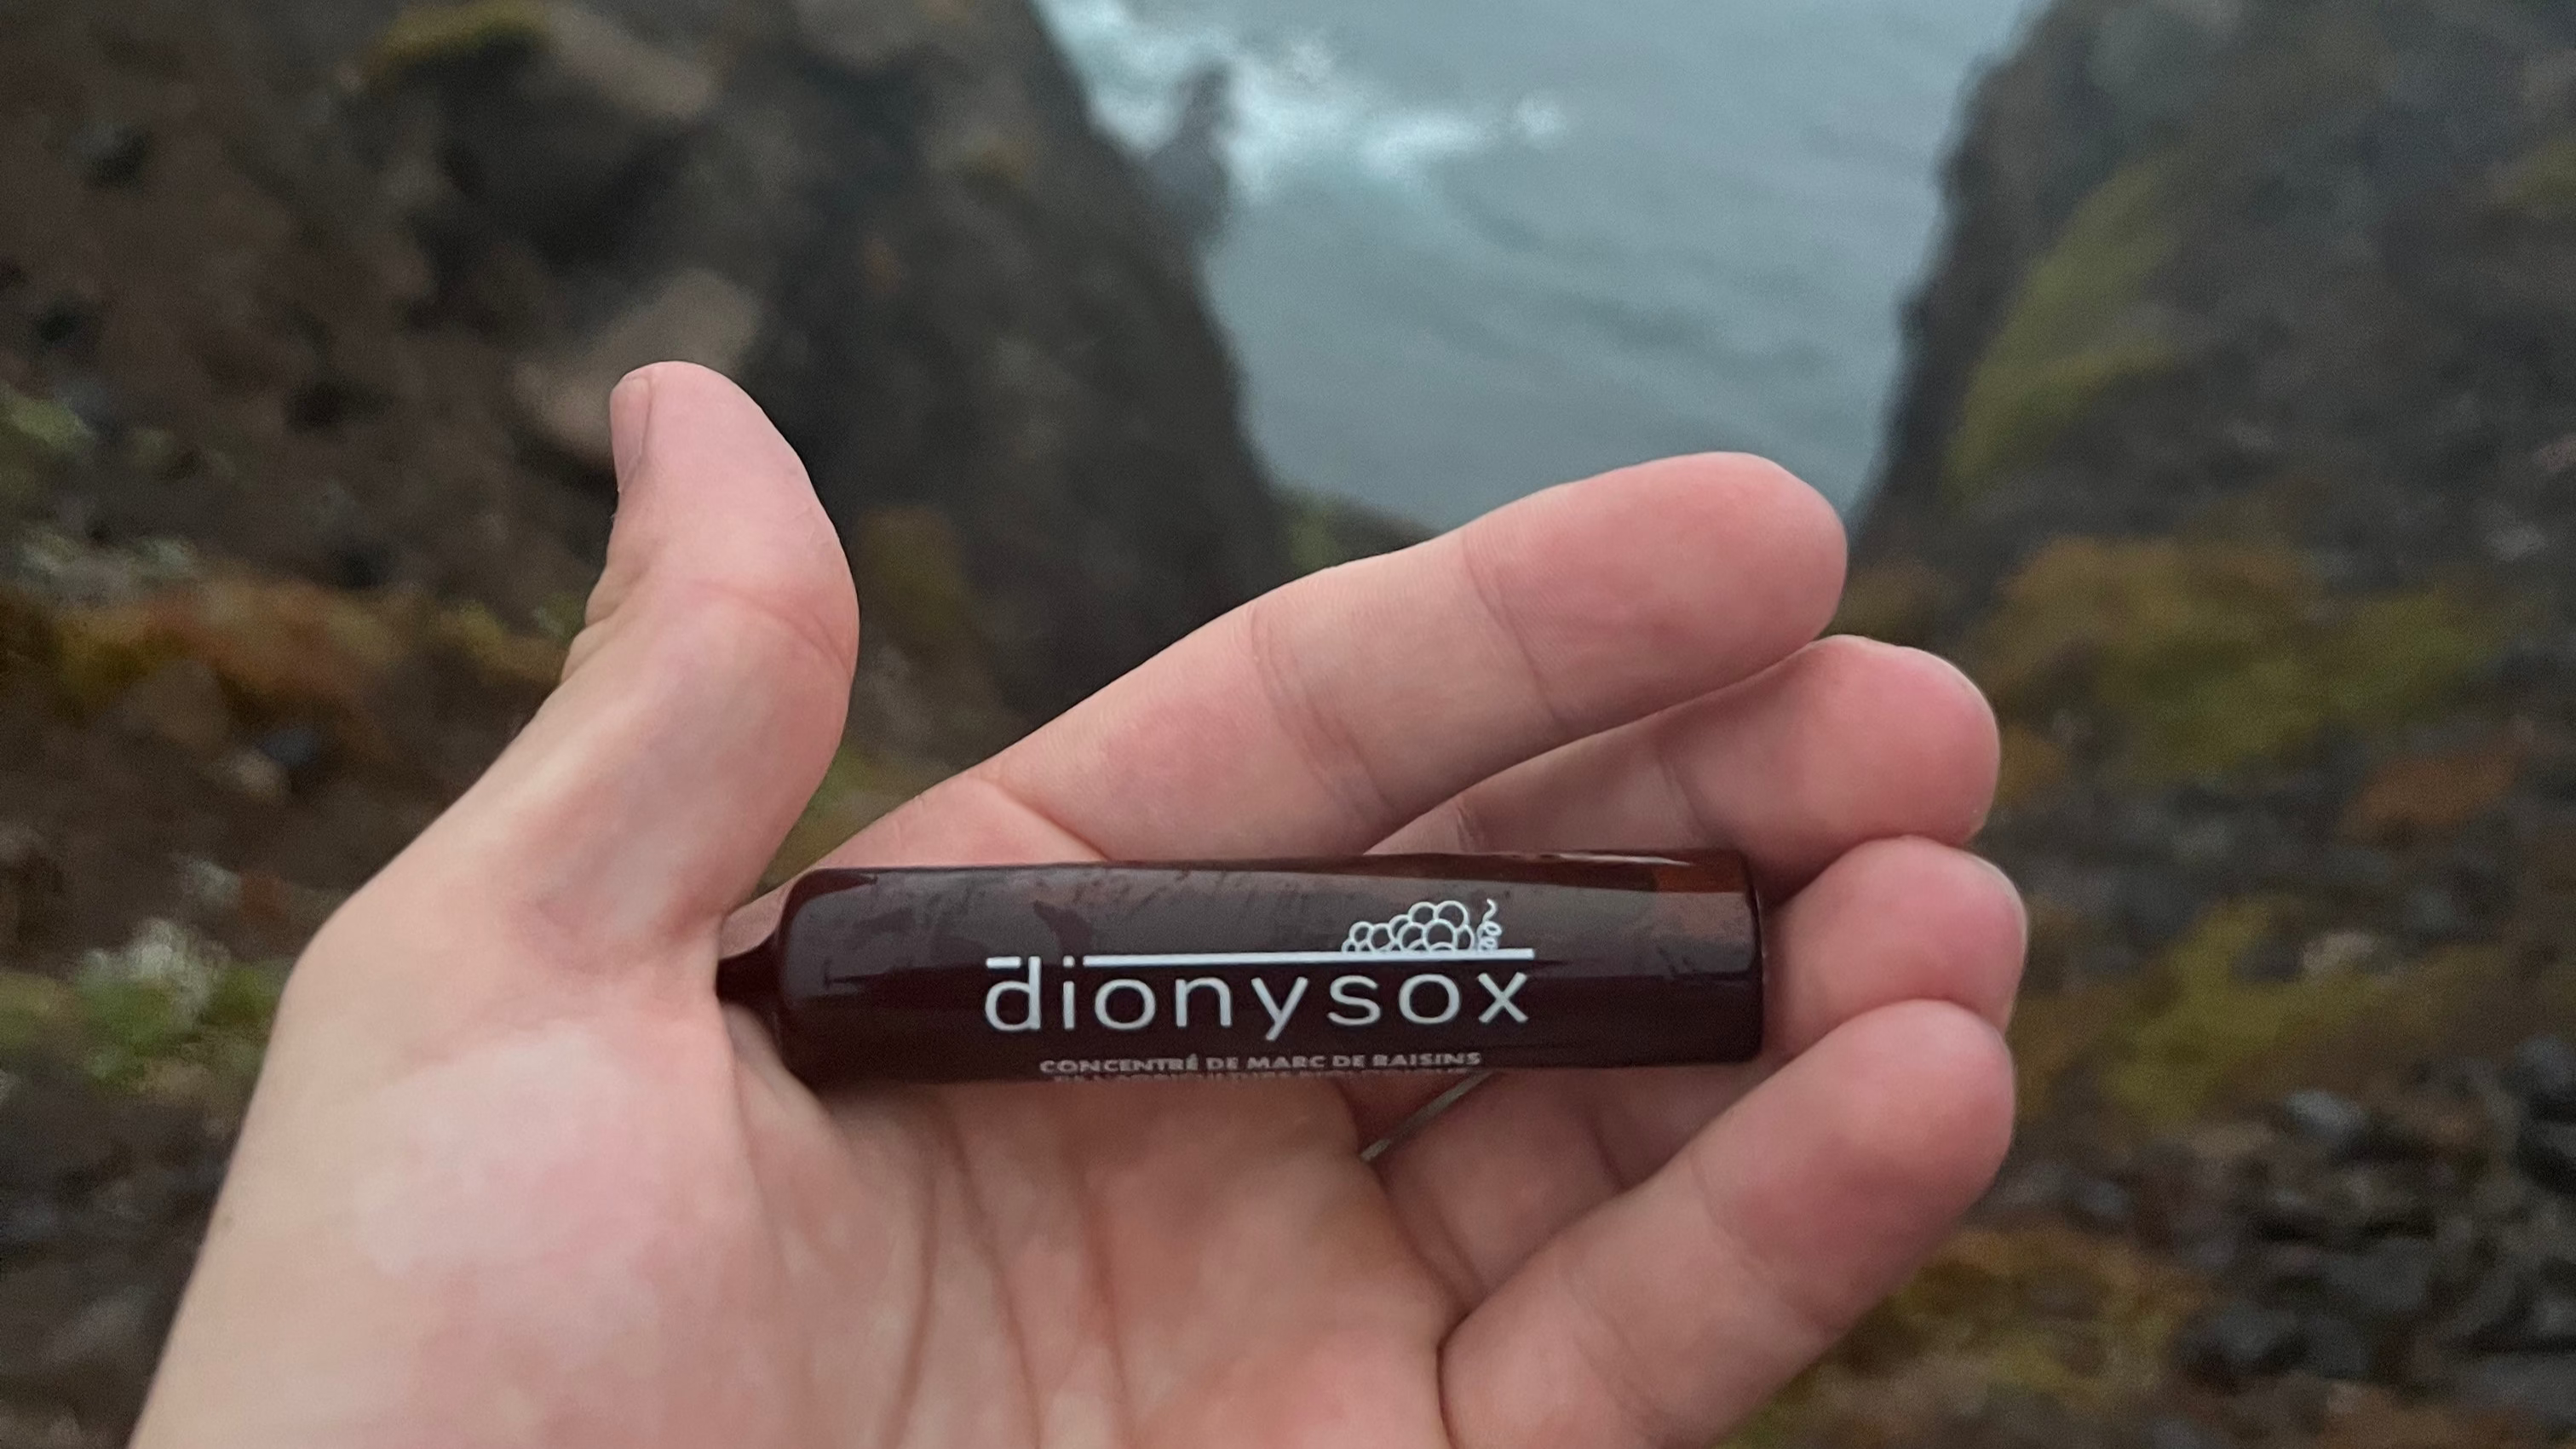 dionysox
CONCENTRÉ DE MARC DE RAISINS